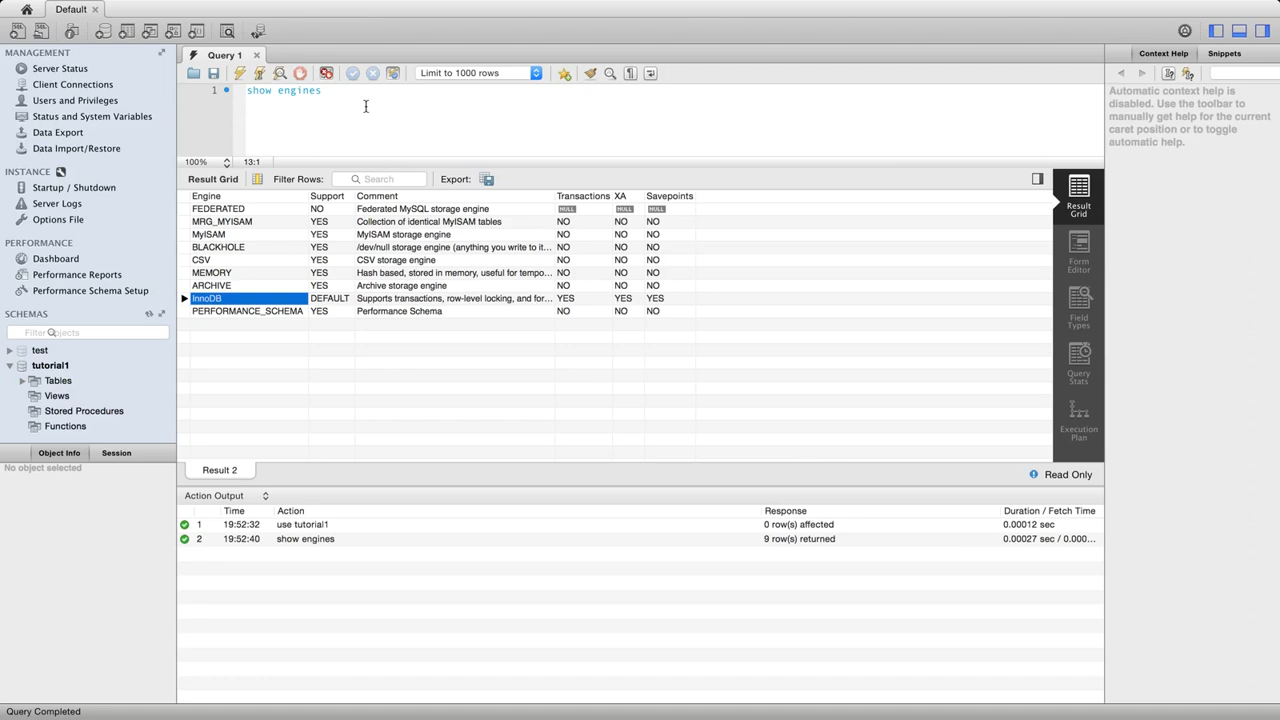 Default
MANAGEMENT
Server Status
Client Connections
Users and Privileges
Status and System Variables
Data Export
Data Import/Restore
INSTANCE
Startup / Shutdown
Server Logs
Options File
PERFORMANCE
Dashboard
Performance Reports
Performance Schema Setup
SCHEMAS
Filter objects
test
tutorial1
Tables
Views
Stored Procedures
Functions
Object Info Session
No object selected
Query 1
Limit to 1000 rows
1 show engines
100% 13:1
Result Grid Filter Rows: Search Export:
Engine Support Comment Transactions XA Savepoints
FEDERATED NO Federated MySQL storage engine NULL NULL NULL
MRG_MYISAM YES Collection of identical MyISAM tables NO NO NO
MyISAM YES MyISAM storage engine NO NO NO
BLACKHOLE YES /dev/null storage engine (anything you write to it... NO NO NO
CSV YES CSV storage engine NO NO NO
MEMORY YES Hash based, stored in memory, useful for tempo... NO NO NO
ARCHIVE YES Archive storage engine NO NO NO
InnoDB DEFAULT Supports transactions, row-level locking, and for... YES YES YES
PERFORMANCE_SCHEMA YES Performance Schema NO NO NO
Result
Grid
Form
Editor
Field
Types
Query
Stats
Execution
Plan
Result 2
Read Only
Action Output
Time Action Response Duration / Fetch Time
1 19:52:32 use tutorial1 0 row(s) affected 0.00012 sec
2 19:52:40 show engines 9 row(s) returned 0.00027 sec / 0.000...
Context Help Snippets
Automatic context help is
disabled. Use the toolbar to
manually get help for the current
caret position or to toggle
automatic help.
Query Completed